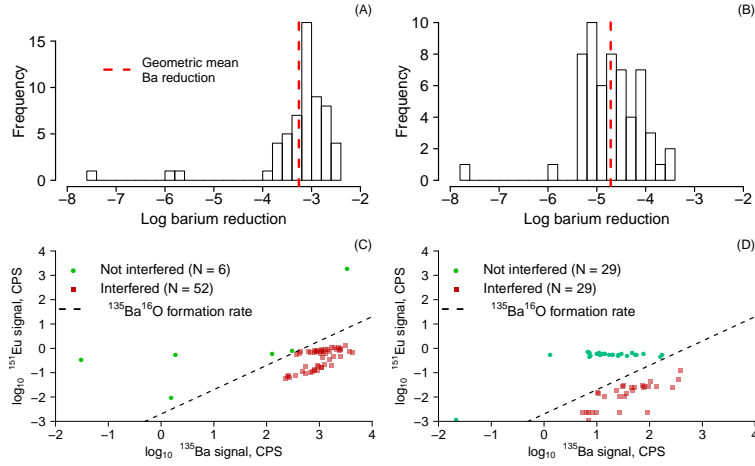 (A)
Frequency
15
10
5
0
Geometric mean
Ba reduction
−8 −7 −6 −5 −4 −3 −2
Log barium reduction
(B)
Frequency
10
8
6
4
2
0
−8 −7 −6 −5 −4 −3 −2
Log barium reduction
(C)
log₁₀ ¹⁵¹Eu signal, CPS
4
3
2
1
0
−1
−2
−3
Not interfered (N = 6)
Interfered (N = 52)
¹³⁵Ba¹⁶O formation rate
−2 −1 0 1 2 3 4
log₁₀ ¹³⁵Ba signal, CPS
(D)
log₁₀ ¹⁵¹Eu signal, CPS
4
3
2
1
0
−1
−2
−3
Not interfered (N = 29)
Interfered (N = 29)
¹³⁵Ba¹⁶O formation rate
−2 −1 0 1 2 3 4
log₁₀ ¹³⁵Ba signal, CPS